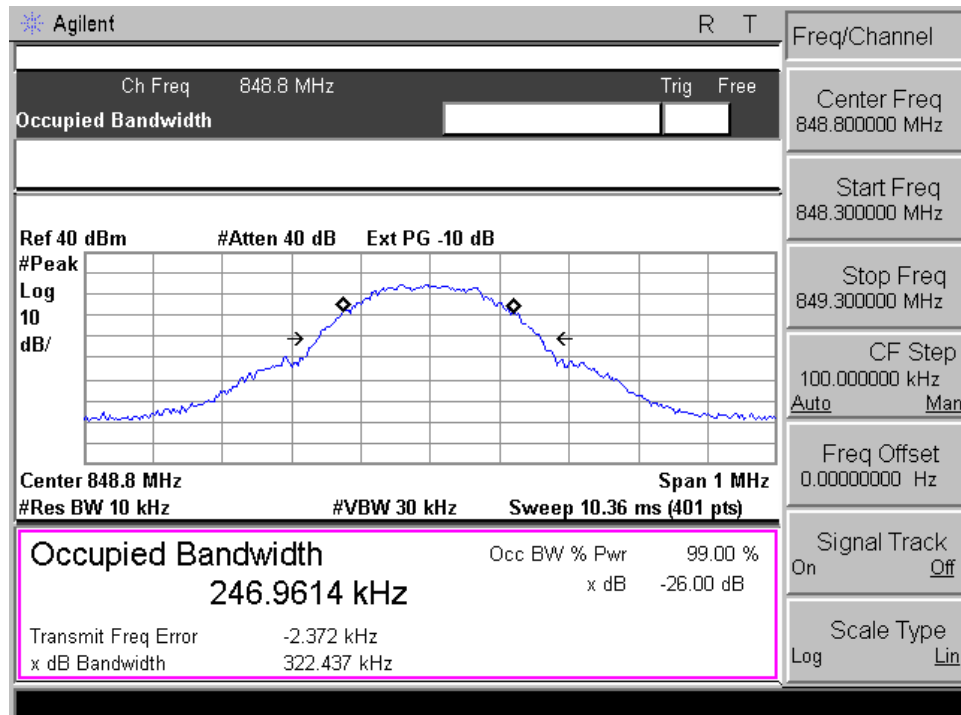 Agilent R T
Ch Freq 848.8 MHz Trig Free
Occupied Bandwidth
Ref 40 dBm #Atten 40 dB Ext PG -10 dB
#Peak
Log
10
dB/
Center 848.8 MHz Span 1 MHz
#Res BW 10 kHz #VBW 30 kHz Sweep 10.36 ms (401 pts)
Occupied Bandwidth Occ BW % Pwr 99.00 %
246.9614 kHz x dB -26.00 dB
Transmit Freq Error -2.372 kHz
x dB Bandwidth 322.437 kHz
Freq/Channel
Center Freq
848.800000 MHz
Start Freq
848.300000 MHz
Stop Freq
849.300000 MHz
CF Step
100.000000 kHz
Auto Man
Freq Offset
0.00000000 Hz
Signal Track
On Off
Scale Type
Log Lin